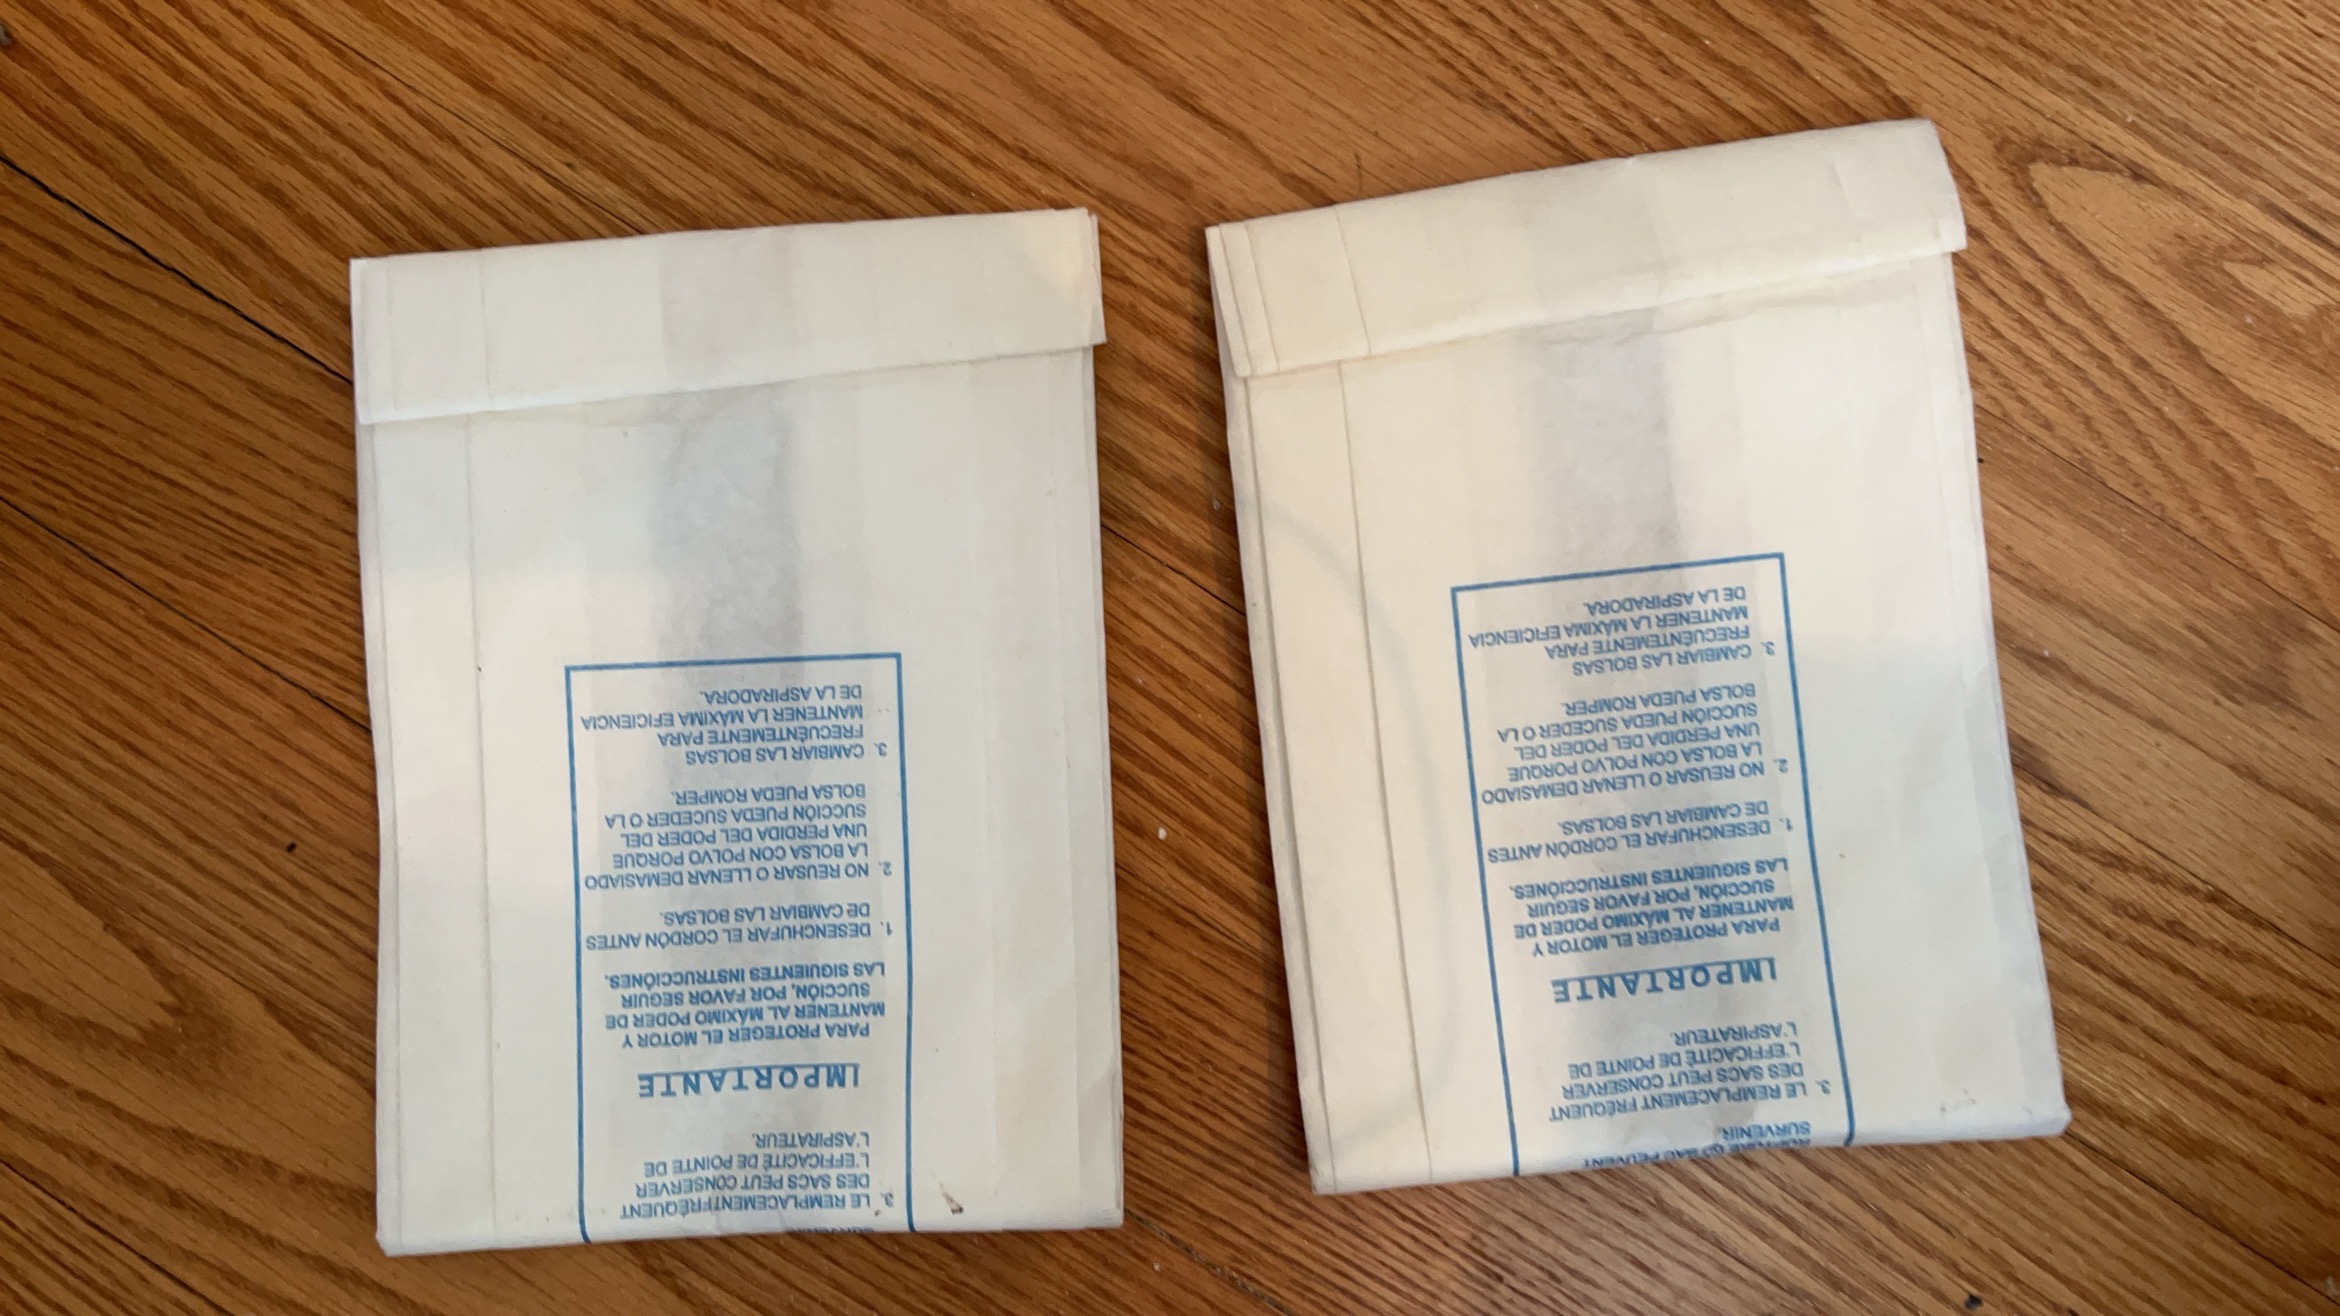 RUPTURE DU SAC PEUVENT
SURVENIR.
3. LE REMPLACEMENT FRÉQUENT
DES SACS PEUT CONSERVER
L'EFFICACITÉ DE POINTE DE
L'ASPIRATEUR.
IMPORTANTE
PARA PROTEGER EL MOTOR Y
MANTENER AL MÁXIMO PODER DE
SUCCIÓN, POR FAVOR SEGUIR
LAS SIGUIENTES INSTRUCCIÓNES.
1. DESENCHUFAR EL CORDÓN ANTES
DE CAMBIAR LAS BOLSAS.
2. NO REUSAR O LLENAR DEMASIADO
LA BOLSA CON POLVO PORQUE
UNA PERDIDA DEL PODER DEL
SUCCIÓN PUEDA SUCEDER O LA
BOLSA PUEDA ROMPER.
3. CAMBIAR LAS BOLSAS
FRECUÉNTEMENTE PARA
MANTENER LA MÁXIMA EFICIENCIA
DE LA ASPIRADORA.
SURVENIR.
3. LE REMPLACEMENT FRÉQUENT
DES SACS PEUT CONSERVER
L'EFFICACITÉ DE POINTE DE
L'ASPIRATEUR.
IMPORTANTE
PARA PROTEGER EL MOTOR Y
MANTENER AL MÁXIMO PODER DE
SUCCIÓN, POR FAVOR SEGUIR
LAS SIGUIENTES INSTRUCCIÓNES.
1. DESENCHUFAR EL CORDÓN ANTES
DE CAMBIAR LAS BOLSAS.
2. NO REUSAR O LLENAR DEMASIADO
LA BOLSA CON POLVO PORQUE
UNA PERDIDA DEL PODER DEL
SUCCIÓN PUEDA SUCEDER O LA
BOLSA PUEDA ROMPER.
3. CAMBIAR LAS BOLSAS
FRECUÉNTEMENTE PARA
MANTENER LA MÁXIMA EFICIENCIA
DE LA ASPIRADORA.